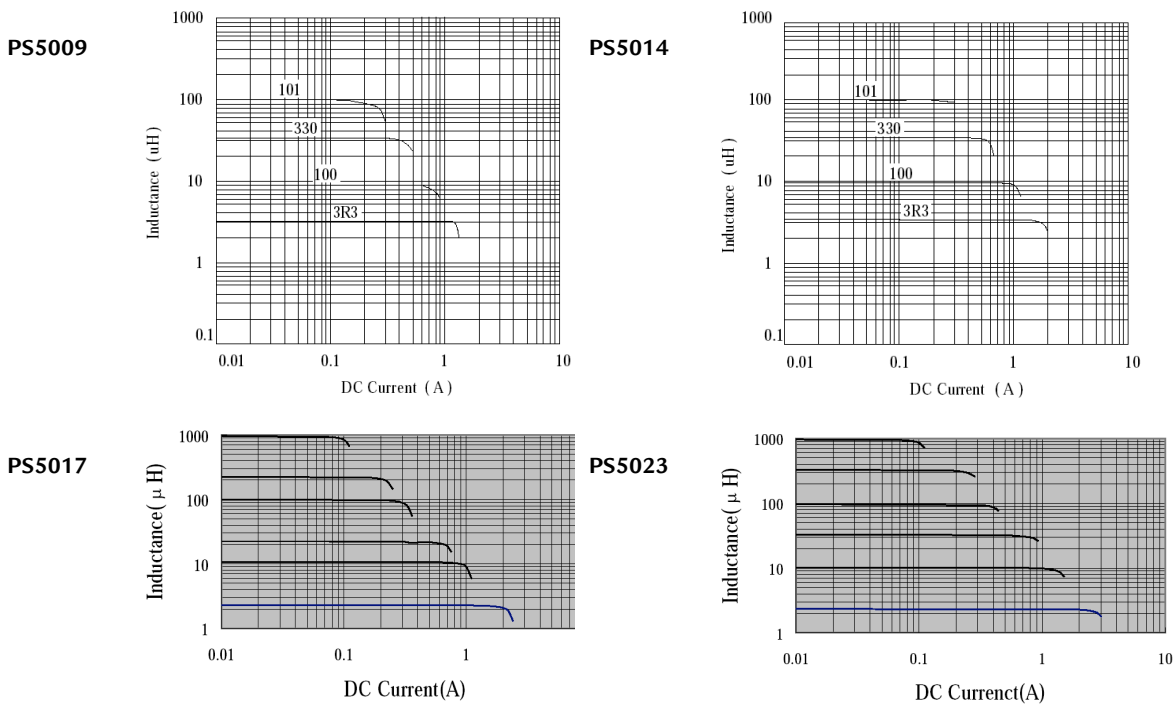 PS5009
1000
100
10
1
0.1
Inductance (uH)
101
330
100
3R3
0.01
0.1
1
10
DC Current (A)
PS5014
1000
100
10
1
0.1
Inductance (uH)
101
330
100
3R3
0.01
0.1
1
10
DC Current (A)
PS5017
1000
100
10
1
Inductance( μ H)
0.01
0.1
1
DC Current(A)
PS5023
1000
100
10
1
Inductance( μ H)
0.01
0.1
1
10
DC Currenct(A)